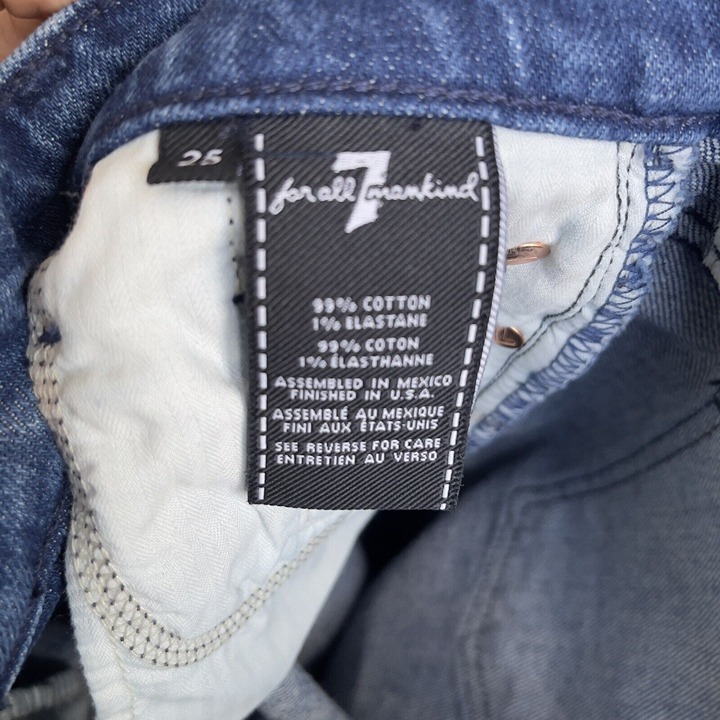 25
7
for all 7 mankind
99% COTTON
1% ELASTANE
99% COTON
1% ÉLASTHANNE
ASSEMBLED IN MEXICO
FINISHED IN U.S.A.
ASSEMBLÉ AU MEXIQUE
FINI AUX ÉTATS-UNIS
SEE REVERSE FOR CARE
ENTRETIEN AU VERSO